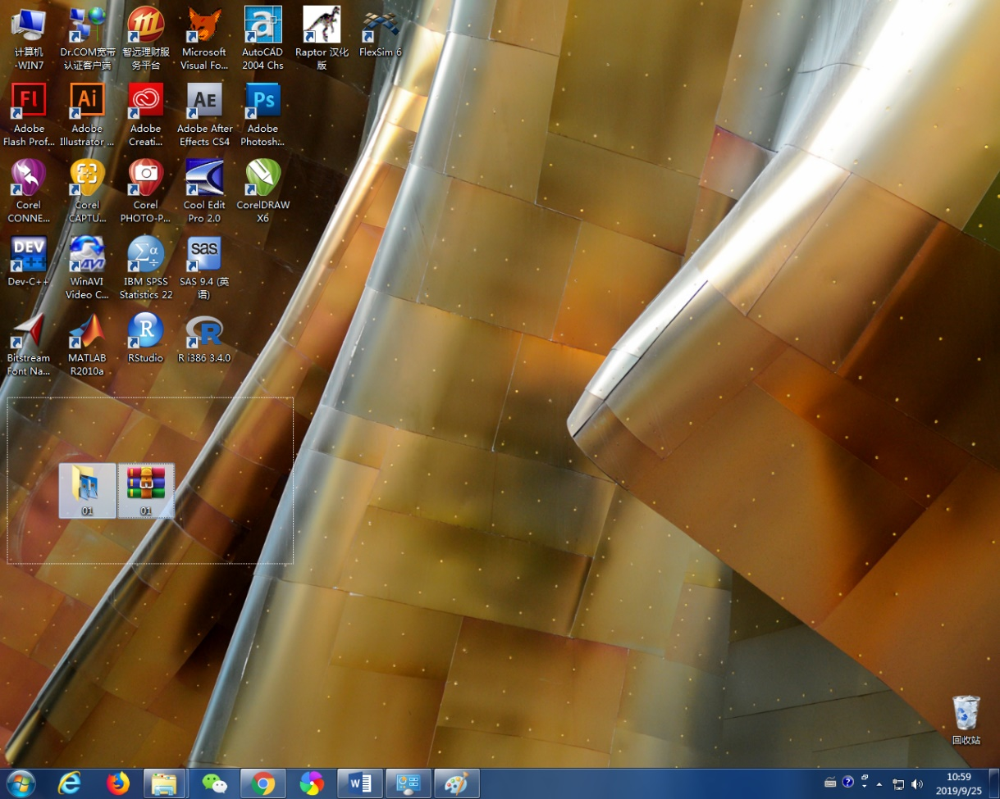 计算机
-WIN7
Dr.COM宽带
认证客户端
智远理财服
务平台
Microsoft
Visual Fo...
AutoCAD
2004 Chs
Raptor 汉化
版
FlexSim 6
Fl
Ai
AE
Ps
Adobe
Flash Prof...
Adobe
Illustrator ...
Adobe
Creati...
Adobe After
Effects CS4
Adobe
Photosh...
Corel
CONNE...
Corel
CAPTU...
Corel
PHOTO-P...
Cool Edit
Pro 2.0
CorelDRAW
X6
DEV
C++
AVI
Σα
÷
sas
Dev-C++
WinAVI
Video C...
IBM SPSS
Statistics 22
SAS 9.4 (英
语)
R
R
Bitstream
Font Na...
MATLAB
R2010a
RStudio
R i386 3.4.0
01
01
回收站
W
10:59
2019/9/25